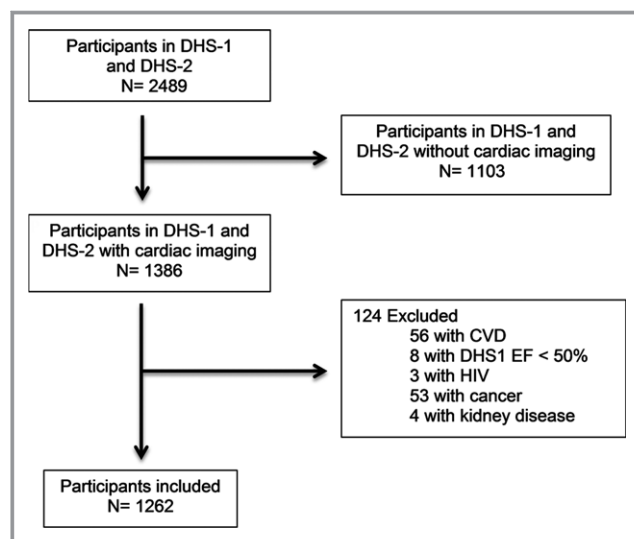 Participants in DHS-1
and DHS-2
N= 2489
Participants in DHS-1 and
DHS-2 without cardiac imaging
N= 1103
Participants in DHS-1 and
DHS-2 with cardiac imaging
N= 1386
124 Excluded
56 with CVD
8 with DHS1 EF < 50%
3 with HIV
53 with cancer
4 with kidney disease
Participants included
N= 1262